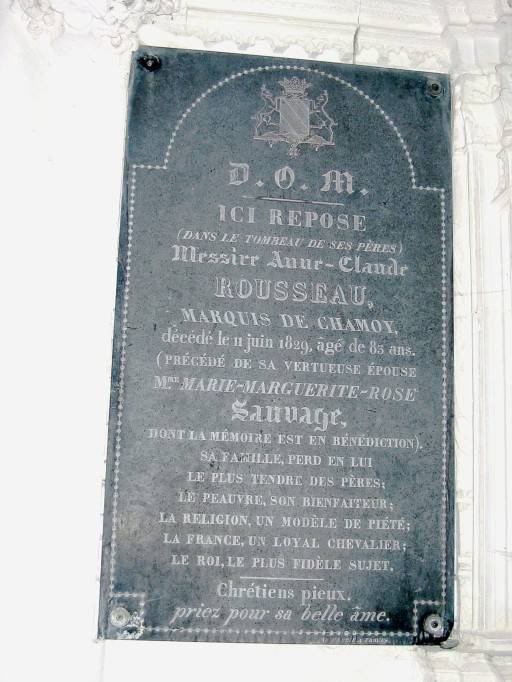 D. O. M.
ICI REPOSE
(DANS LE TOMBEAU DE SES PÈRES)
Messire Anne-Claude
ROUSSEAU,
MARQUIS DE CHAMOY,
décédé le 11 juin 1829, âgé de 83 ans.
(PRÉCÉDÉ DE SA VERTUEUSE ÉPOUSE
Mme MARIE-MARGUERITE-ROSE
Sauvage,
DONT LA MÉMOIRE EST EN BÉNÉDICTION).
SA FAMILLE, PERD EN LUI
LE PLUS TENDRE DES PÈRES;
LE PEAUVRE, SON BIENFAITEUR;
LA RELIGION, UN MODÈLE DE PIÉTÉ;
LA FRANCE, UN LOYAL CHEVALIER;
LE ROI, LE PLUS FIDÈLE SUJET.
Chrétiens pieux.
priez pour sa belle âme.